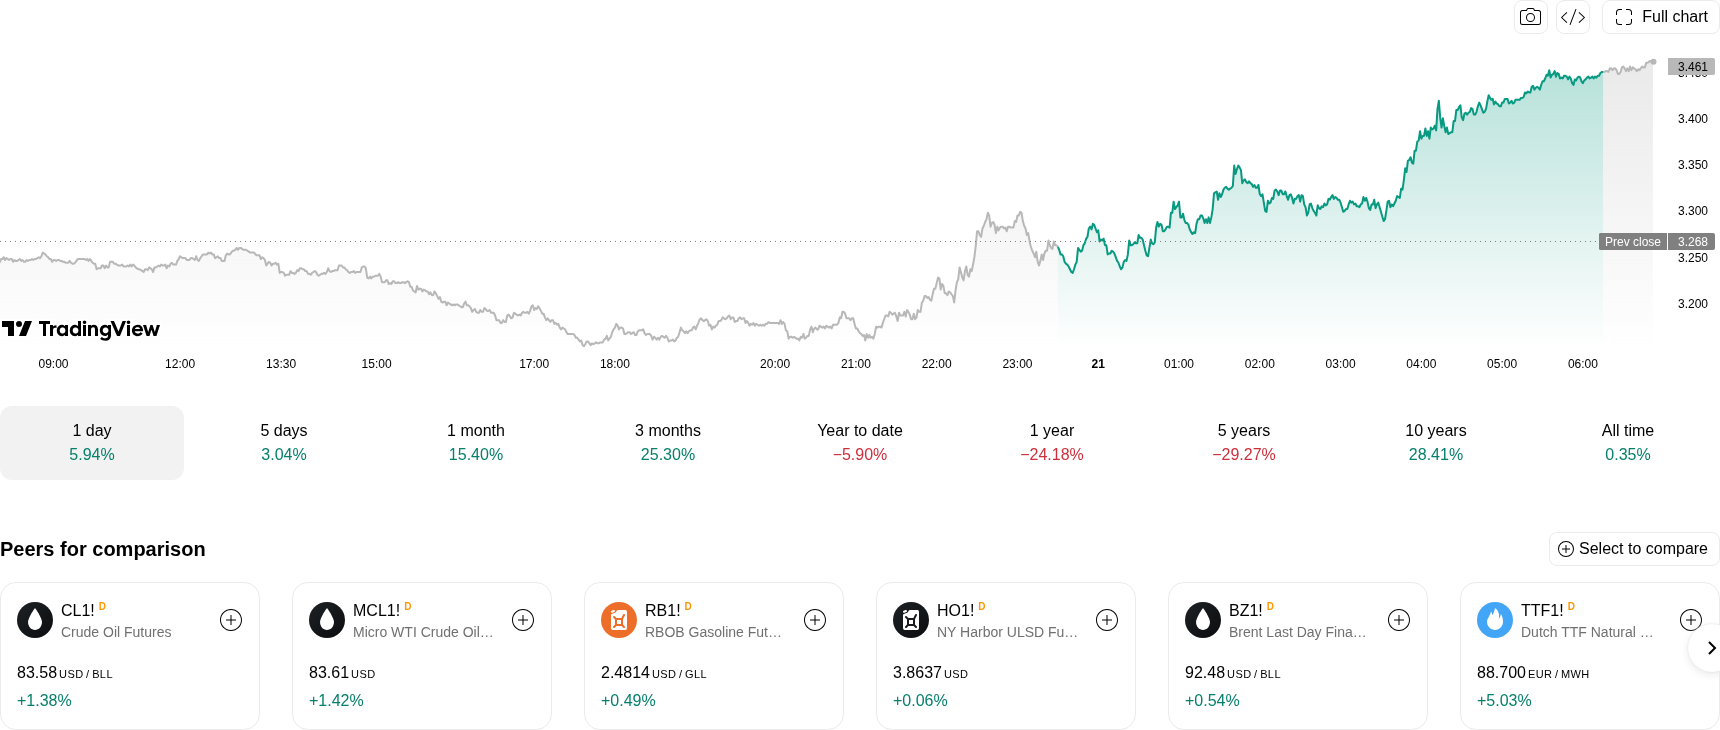 Full chart
3.461
3.400
3.350
3.300
Prev close 3.268
3.250
3.200
TradingView
09:00 12:00 13:30 15:00 17:00 18:00 20:00 21:00 22:00 23:00 21 01:00 02:00 03:00 04:00 05:00 06:00
1 day 5 days 1 month 3 months Year to date 1 year 5 years 10 years All time
5.94% 3.04% 15.40% 25.30% −5.90% −24.18% −29.27% 28.41% 0.35%
Peers for comparison
Select to compare
CL1! D
Crude Oil Futures
83.58 USD / BLL
+1.38%
MCL1! D
Micro WTI Crude Oil…
83.61 USD
+1.42%
RB1! D
RBOB Gasoline Fut…
2.4814 USD / GLL
+0.49%
HO1! D
NY Harbor ULSD Fu…
3.8637 USD
+0.06%
BZ1! D
Brent Last Day Fina…
92.48 USD / BLL
+0.54%
TTF1! D
Dutch TTF Natural …
88.700 EUR / MWH
+5.03%